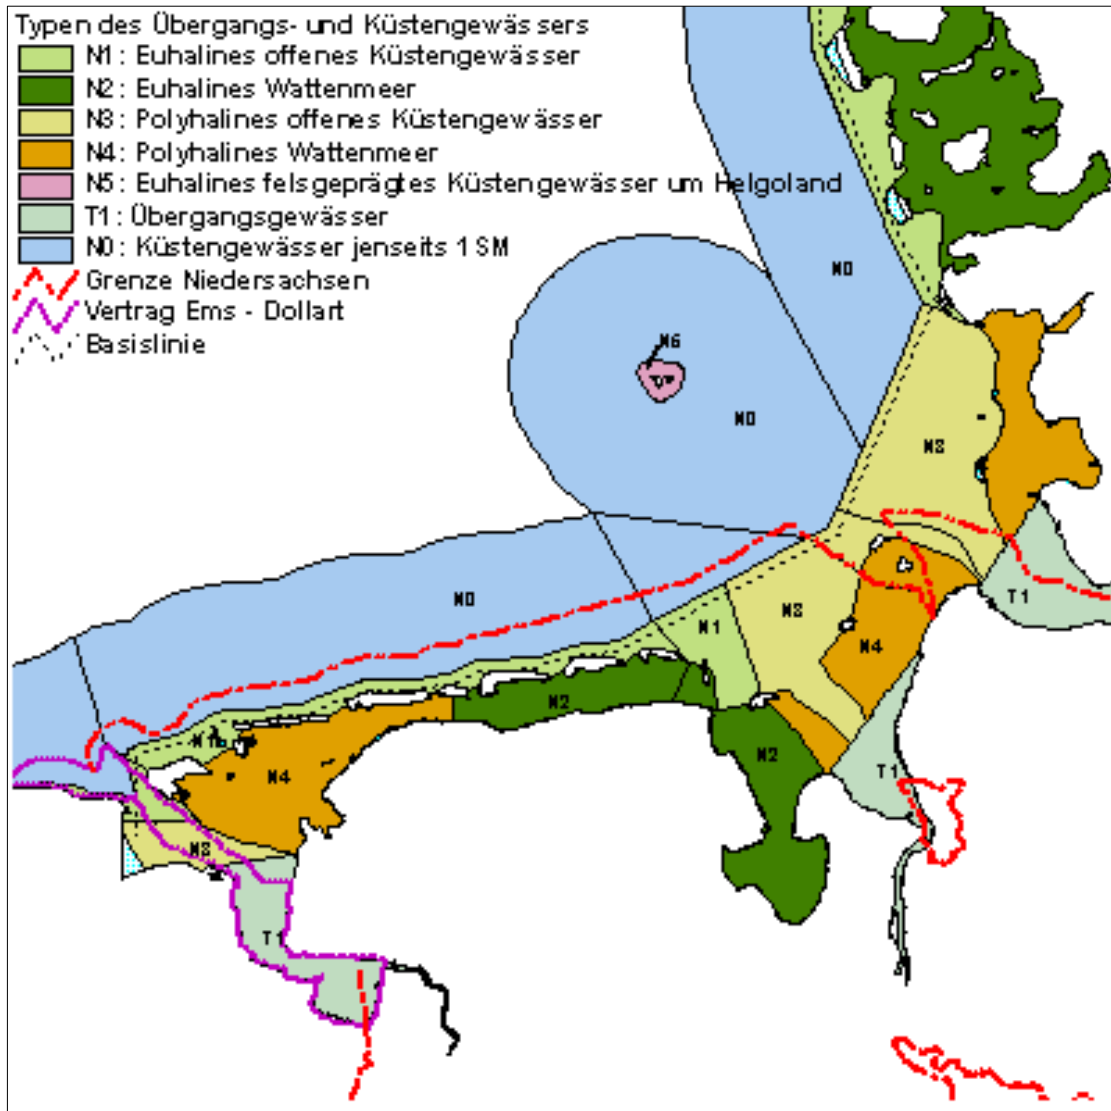 Typen des Übergangs- und Küstengewässers
N1 : Euhalines offenes Küstengewässer
N2 : Euhalines Wattenmeer
N3 : Polyhalines offenes Küstengewässer
N4 : Polyhalines Wattenmeer
N5 : Euhalines felsgeprägtes Küstengewässer um Helgoland
T1 : Übergangsgewässer
N0 : Küstengewässer jenseits 1 SM
Grenze Niedersachsen
Vertrag Ems - Dollart
Basislinie
N0
N5
N0
N3
N0
T1
N3
N1
N4
N2
N1
N2
N4
T1
N3
T1